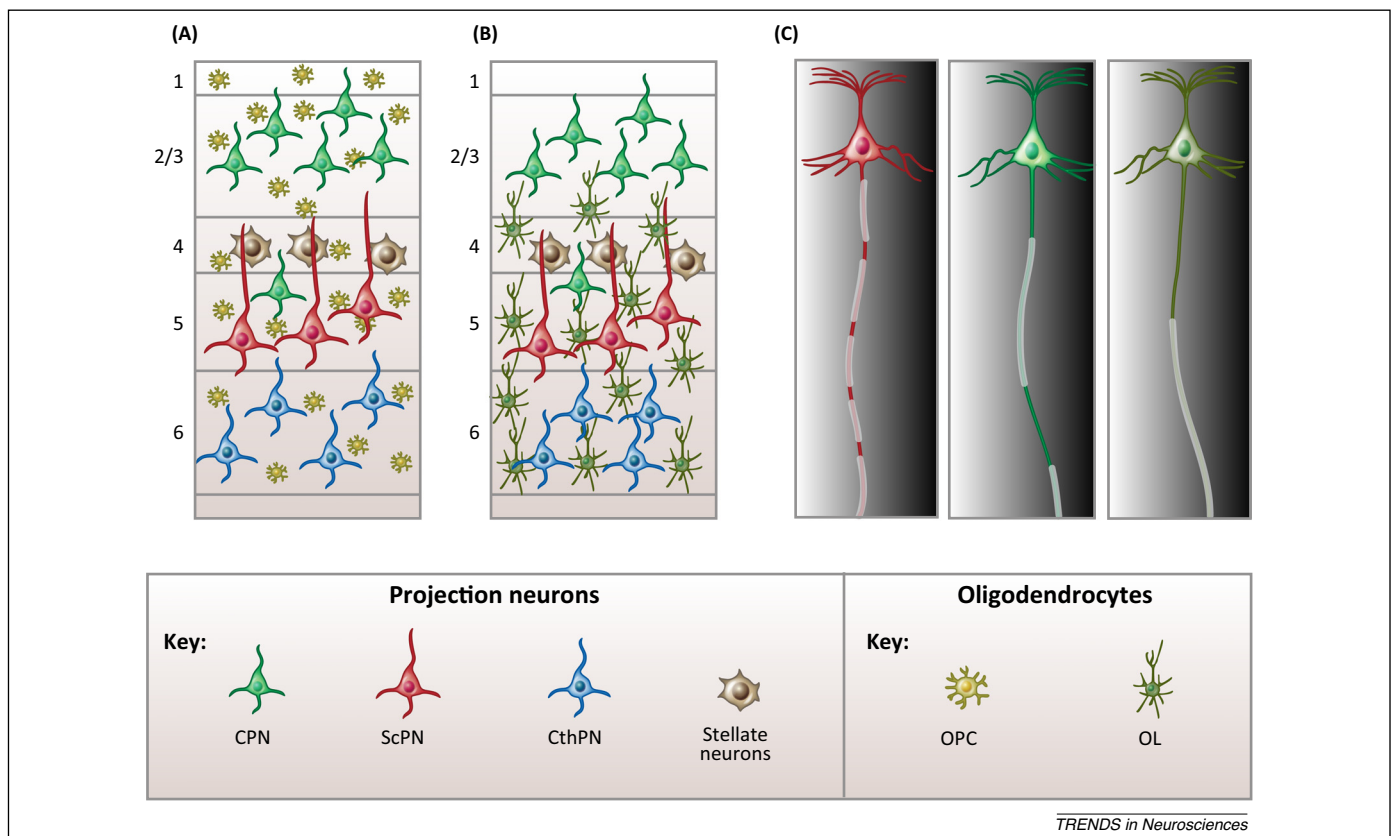 (A)
1
2/3
4
5
6
(B)
1
2/3
4
5
6
(C)
Projection neurons
Key:
CPN
ScPN
CthPN
Stellate
neurons
Oligodendrocytes
Key:
OPC
OL
TRENDS in Neurosciences